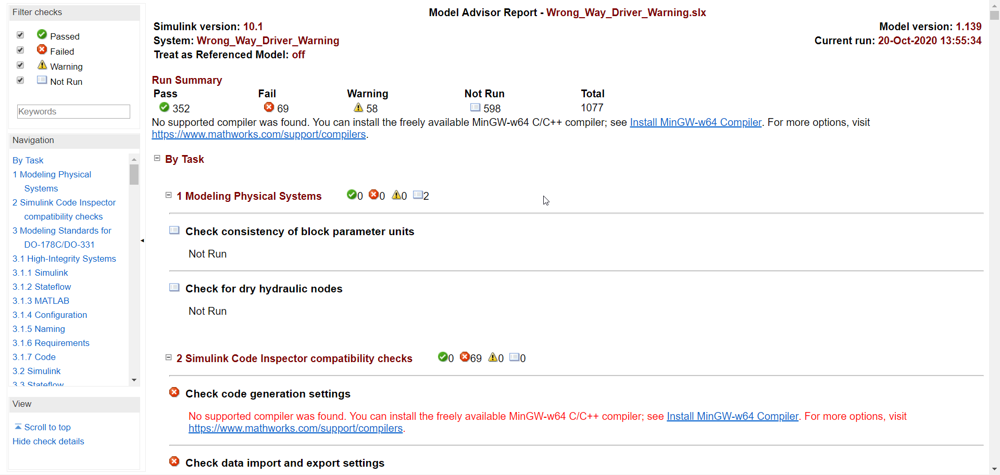 Filter checks
Passed
Failed
Warning
Not Run
Keywords
Navigation
By Task
1 Modeling Physical
Systems
2 Simulink Code Inspector
compatibility checks
3 Modeling Standards for
DO-178C/DO-331
3.1 High-Integrity Systems
3.1.1 Simulink
3.1.2 Stateflow
3.1.3 MATLAB
3.1.4 Configuration
3.1.5 Naming
3.1.6 Requirements
3.1.7 Code
3.2 Simulink
3.3 Stateflow
View
Scroll to top
Hide check details
Model Advisor Report - Wrong_Way_Driver_Warning.slx
Simulink version: 10.1 Model version: 1.139
System: Wrong_Way_Driver_Warning Current run: 20-Oct-2020 13:55:34
Treat as Referenced Model: off
Run Summary
Pass Fail Warning Not Run Total
352 69 58 598 1077
No supported compiler was found. You can install the freely available MinGW-w64 C/C++ compiler; see Install MinGW-w64 Compiler. For more options, visit
https://www.mathworks.com/support/compilers.
By Task
1 Modeling Physical Systems 0 0 0 2
Check consistency of block parameter units
Not Run
Check for dry hydraulic nodes
Not Run
2 Simulink Code Inspector compatibility checks 0 69 0 0
Check code generation settings
No supported compiler was found. You can install the freely available MinGW-w64 C/C++ compiler; see Install MinGW-w64 Compiler. For more options, visit
https://www.mathworks.com/support/compilers.
Check data import and export settings